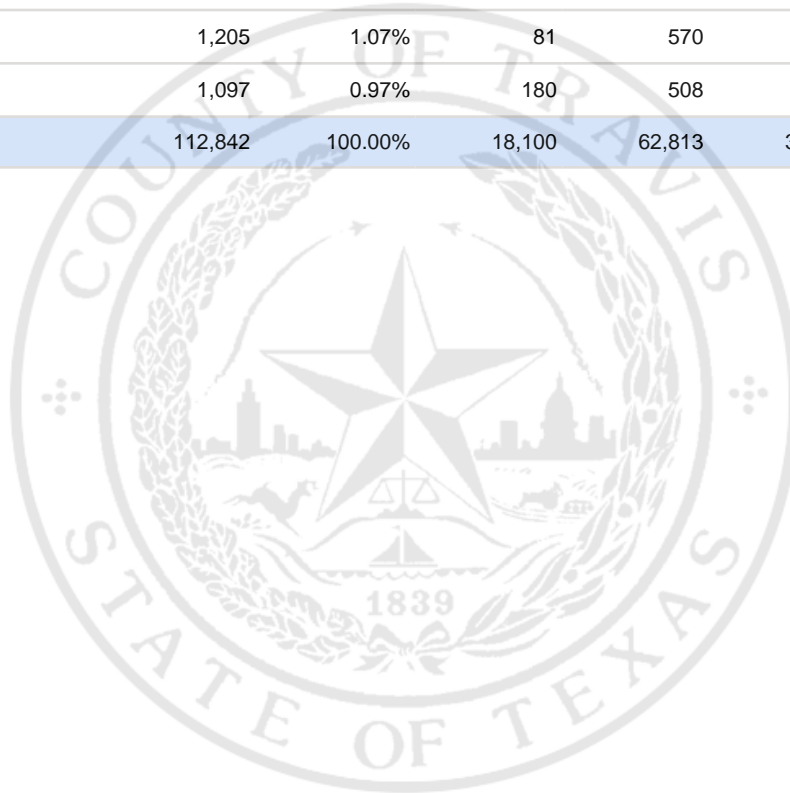 1,205 1.07% 81 570
1,097 0.97% 180 508
112,842 100.00% 18,100 62,813
COUNTY OF TRAVIS
1839
STATE OF TEXAS